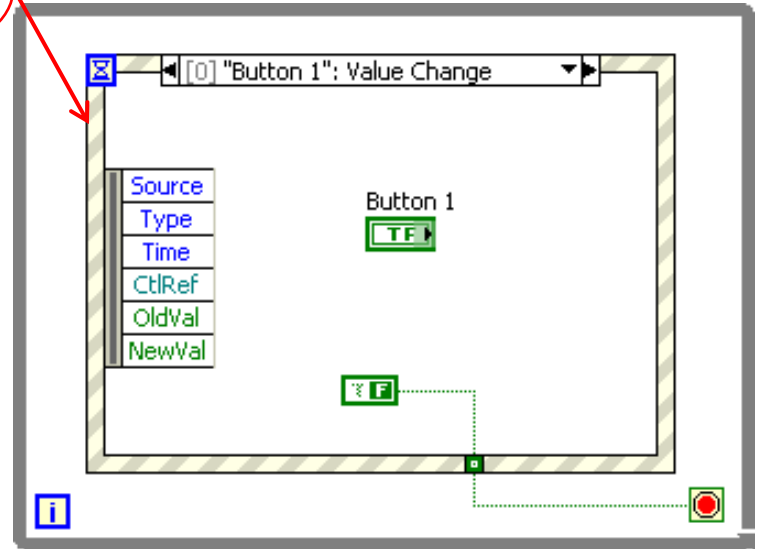 [0] "Button 1": Value Change
Source
Type
Time
CtlRef
OldVal
NewVal
Button 1
TF
F
i